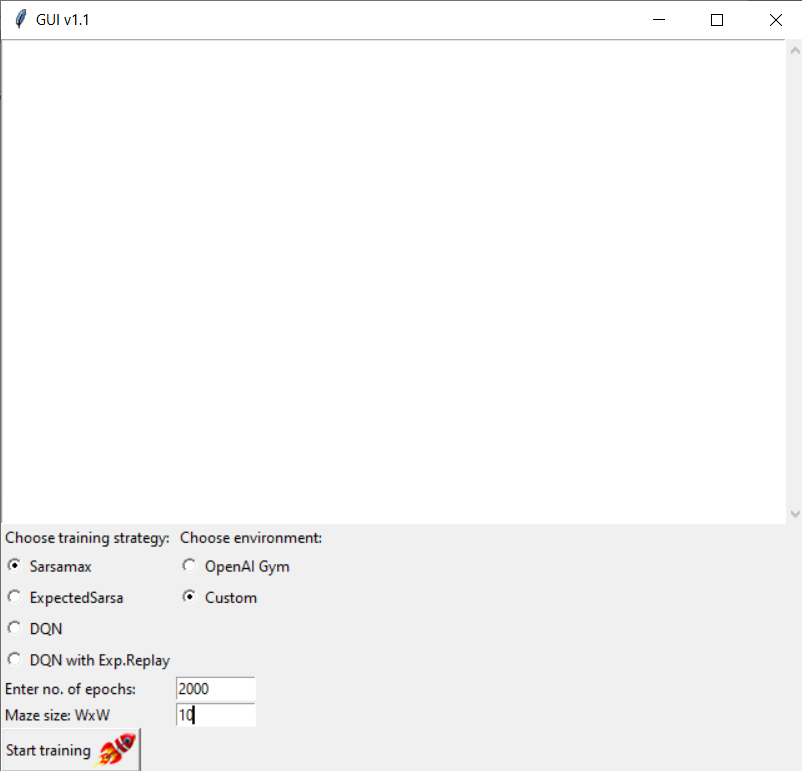 GUI v1.1
Choose training strategy: Choose environment:
Sarsamax OpenAI Gym
ExpectedSarsa Custom
DQN
DQN with Exp.Replay
Enter no. of epochs: 2000
Maze size: WxW 10
Start training